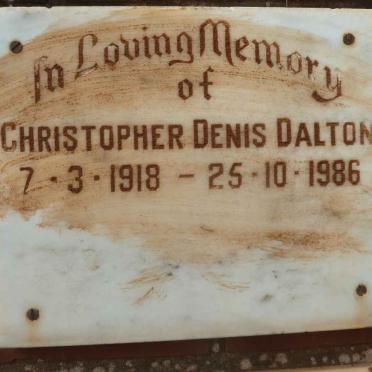 In Loving Memory
of
CHRISTOPHER DENIS DALTON
7·3·1918 - 25·10·1986